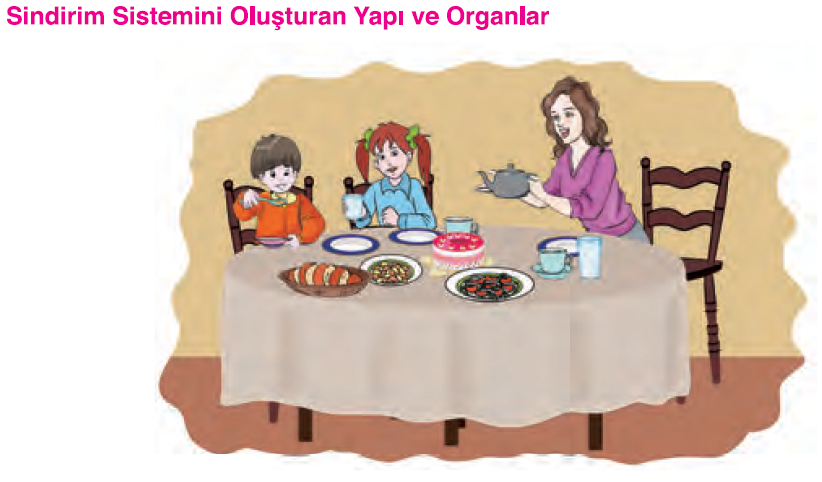 Sindirim Sistemini Oluşturan Yapı ve Organlar